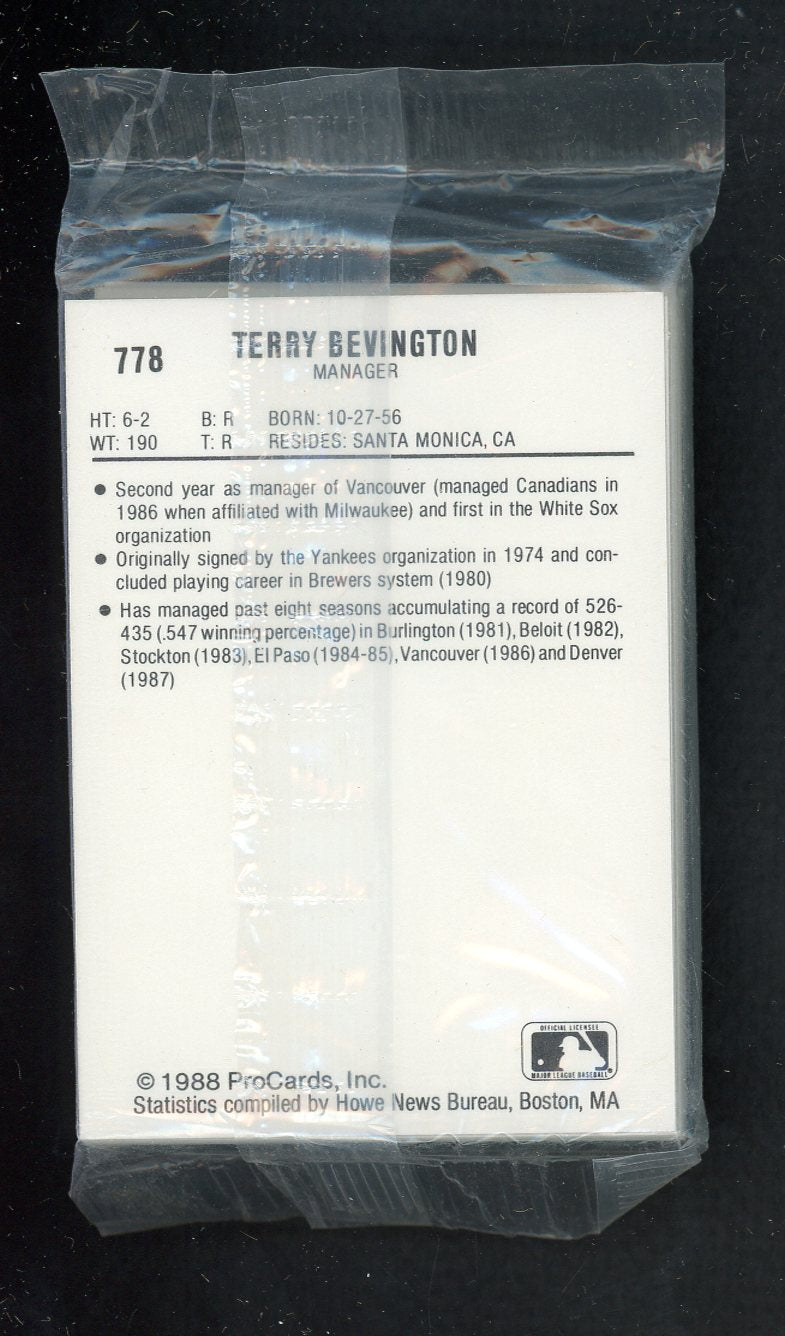 778 TERRY BEVINGTON
MANAGER
HT: 6-2 B: R BORN: 10-27-56
WT: 190 T: R RESIDES: SANTA MONICA, CA
● Second year as manager of Vancouver (managed Canadians in
1986 when affiliated with Milwaukee) and first in the White Sox
organization
● Originally signed by the Yankees organization in 1974 and con-
cluded playing career in Brewers system (1980)
● Has managed past eight seasons accumulating a record of 526-
435 (.547 winning percentage) in Burlington (1981), Beloit (1982),
Stockton (1983), El Paso (1984-85), Vancouver (1986) and Denver
(1987)
OFFICIAL LICENSEE
MAJOR LEAGUE BASEBALL
© 1988 ProCards, Inc.
Statistics compiled by Howe News Bureau, Boston, MA